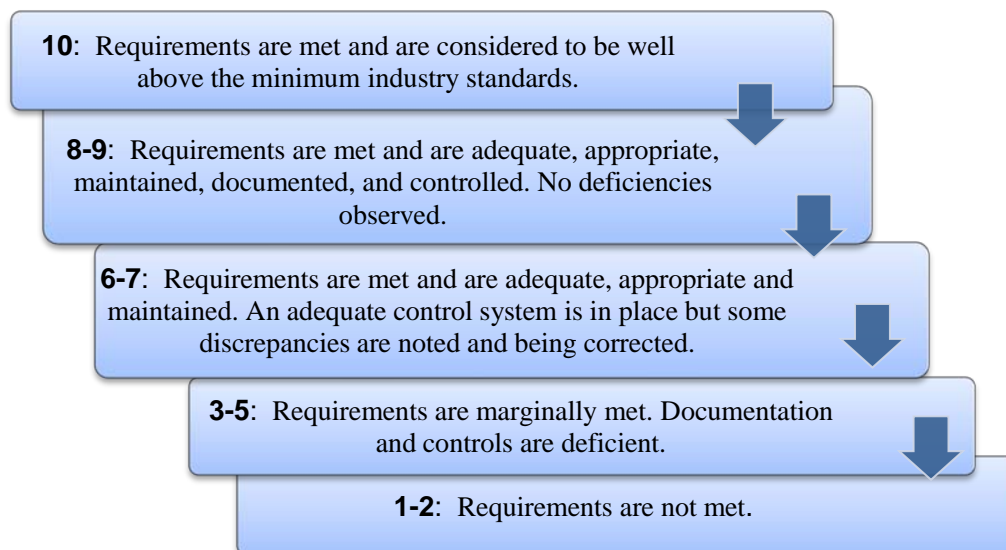 10: Requirements are met and are considered to be well
above the minimum industry standards.
8-9: Requirements are met and are adequate, appropriate,
maintained, documented, and controlled. No deficiencies
observed.
6-7: Requirements are met and are adequate, appropriate and
maintained. An adequate control system is in place but some
discrepancies are noted and being corrected.
3-5: Requirements are marginally met. Documentation
and controls are deficient.
1-2: Requirements are not met.